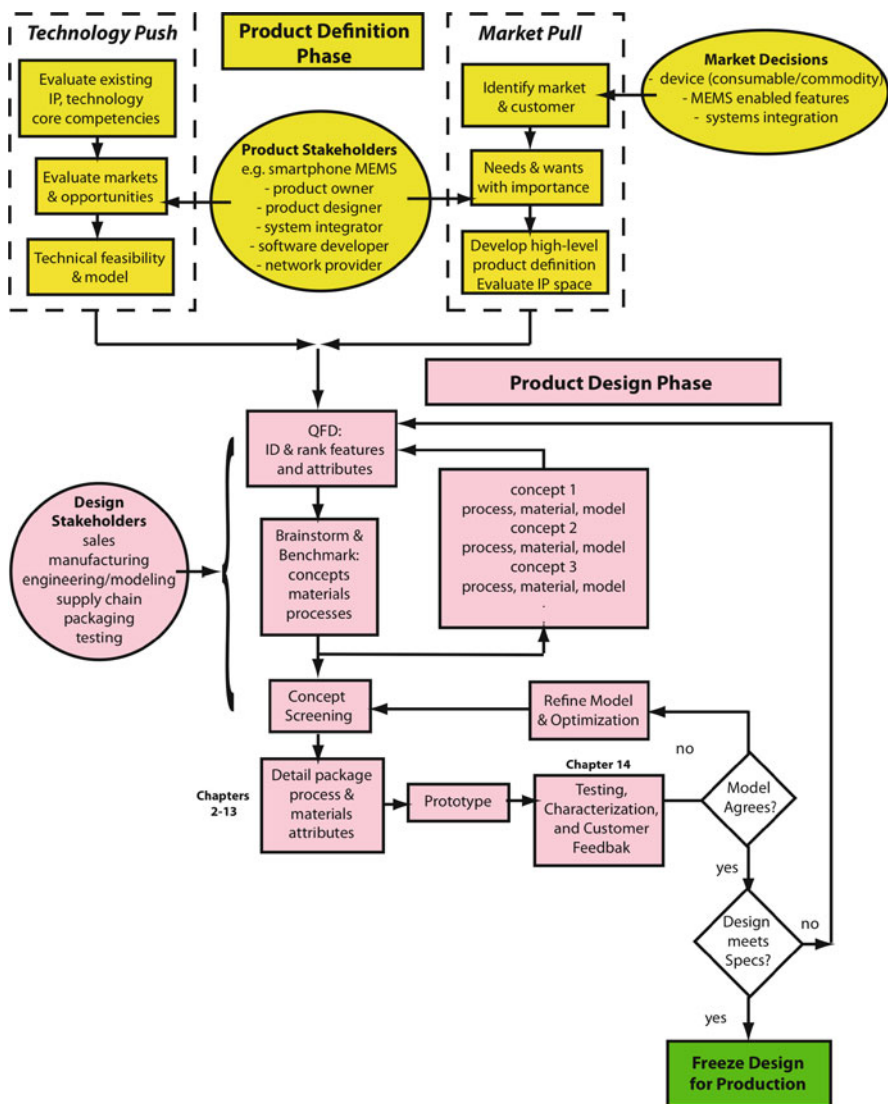 Technology Push
Product Definition
Phase
Market Pull
Evaluate existing
IP, technology
core competencies
Evaluate markets
& opportunities
Technical feasibility
& model
Product Stakeholders
e.g. smartphone MEMS
- product owner
- product designer
- system integrator
- software developer
- network provider
Identify market
& customer
Needs & wants
with importance
Develop high-level
product definition
Evaluate IP space
Market Decisions
- device (consumable/commodity)
- MEMS enabled features
- systems integration
Product Design Phase
QFD:
ID & rank features
and attributes
Brainstorm &
Benchmark:
concepts
materials
processes
concept 1
process, material, model
concept 2
process, material, model
concept 3
process, material, model
.
.
Design
Stakeholders
sales
manufacturing
engineering/modeling
supply chain
packaging
testing
Concept
Screening
Refine Model
& Optimization
no
Chapters
2-13
Detail package
process &
materials
attributes
Prototype
Chapter 14
Testing,
Characterization,
and Customer
Feedbak
Model
Agrees?
yes
Design
meets
Specs?
no
yes
Freeze Design
for Production